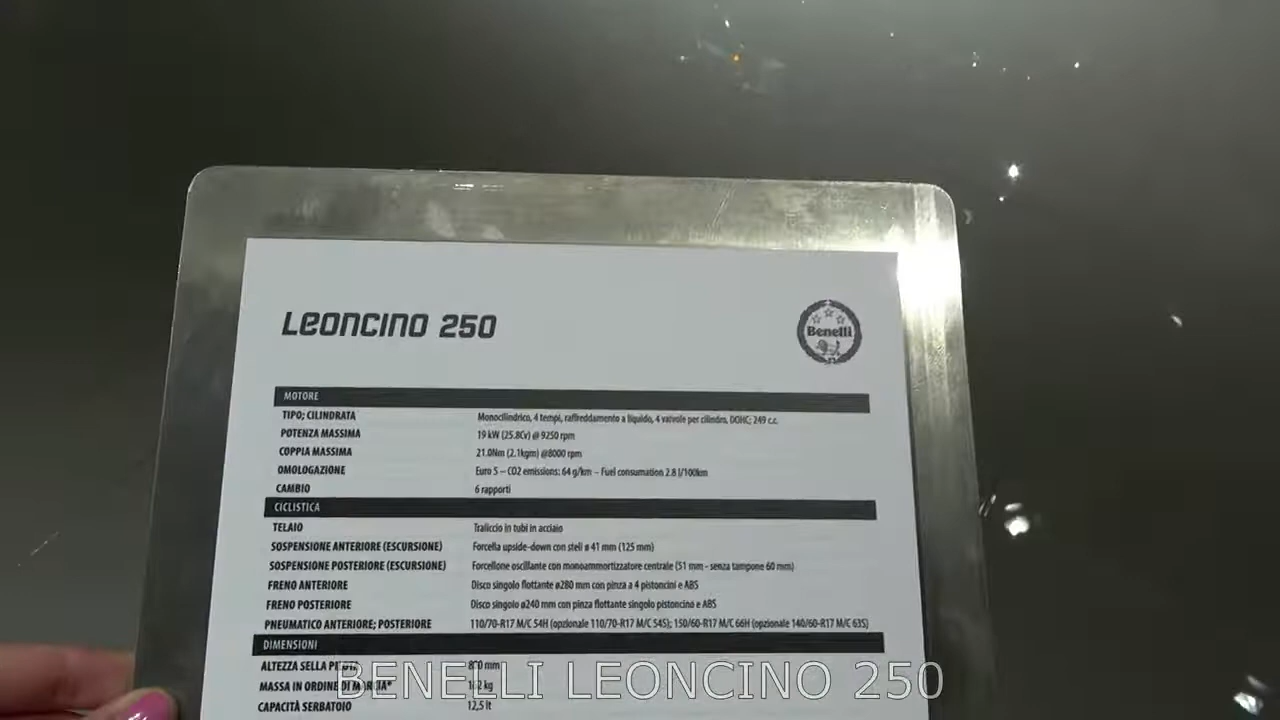 Leoncino 250
Benelli
MOTORE
TIPO; CILINDRATA Monocilindrico, 4 tempi, raffreddamento a liquido, 4 valvole per cilindro, DOHC; 249 c.c.
POTENZA MASSIMA 19 kW (25.8Cv) @ 9250 rpm
COPPIA MASSIMA 21.0Nm (2.1kgm) @8000 rpm
OMOLOGAZIONE Euro 5 – CO2 emissions: 64 g/km – Fuel consumation 2.8 l/100km
CAMBIO 6 rapporti
CICLISTICA
TELAIO Traliccio in tubi in acciaio
SOSPENSIONE ANTERIORE (ESCURSIONE) Forcella upside-down con steli ø 41 mm (125 mm)
SOSPENSIONE POSTERIORE (ESCURSIONE) Forcellone oscillante con monoammortizzatore centrale (51 mm - senza tampone 60 mm)
FRENO ANTERIORE Disco singolo flottante ø280 mm con pinza a 4 pistoncini e ABS
FRENO POSTERIORE Disco singolo ø240 mm con pinza flottante singolo pistoncino e ABS
PNEUMATICO ANTERIORE; POSTERIORE 110/70-R17 M/C 54H (opzionale 110/70-R17 M/C 54S); 150/60-R17 M/C 66H (opzionale 140/60-R17 M/C 63S)
DIMENSIONI
ALTEZZA SELLA PILOTA mm
MASSA IN ORDINE DI MARCIA* kg
CAPACITÀ SERBATOIO 12,5 lt
BENELLI LEONCINO 250